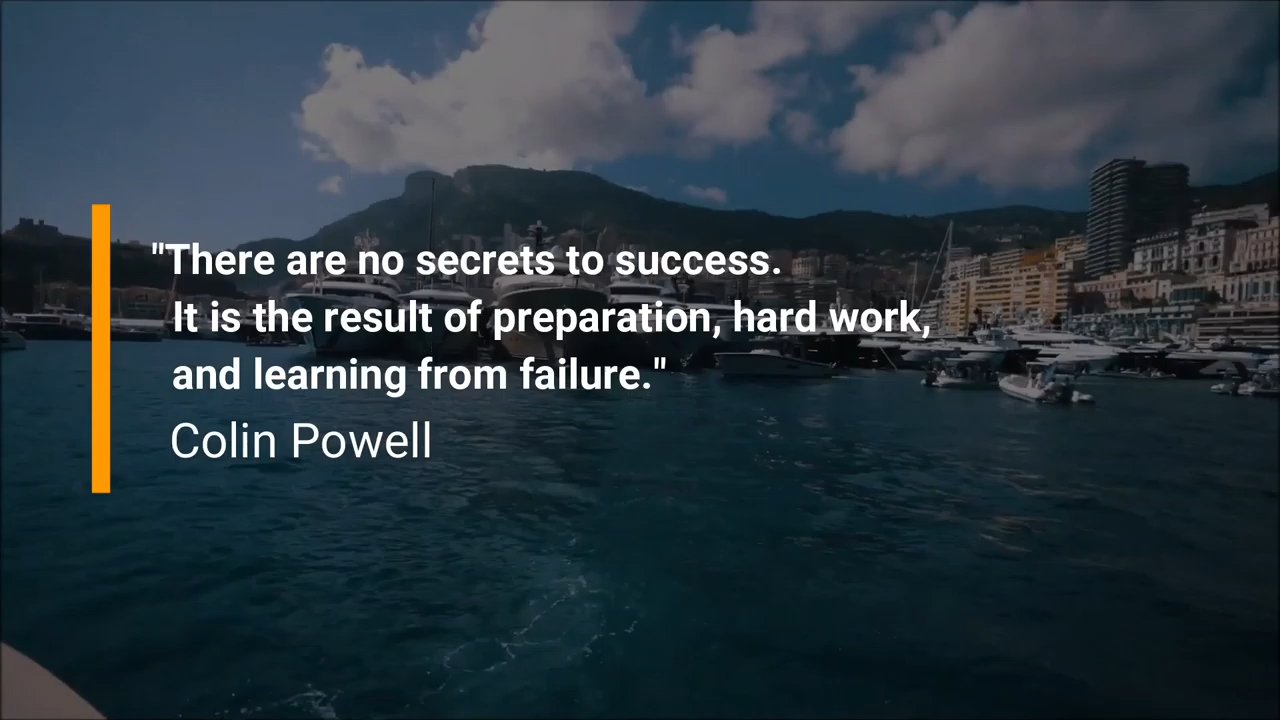 "There are no secrets to success.
It is the result of preparation, hard work,
and learning from failure."
Colin Powell